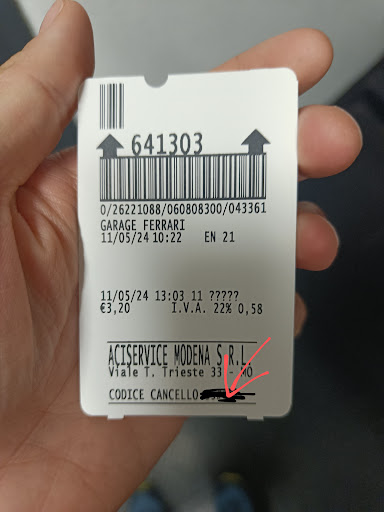 641303
0/26221088/060808300/043361
GARAGE FERRARI
11/05/24 10:22 EN 21
11/05/24 13:03 11 ?????
€3,20 I.V.A. 22% 0,58
ACISERVICE MODENA S.R.L.
Viale T. Trieste 33 - MO
CODICE CANCELLO: